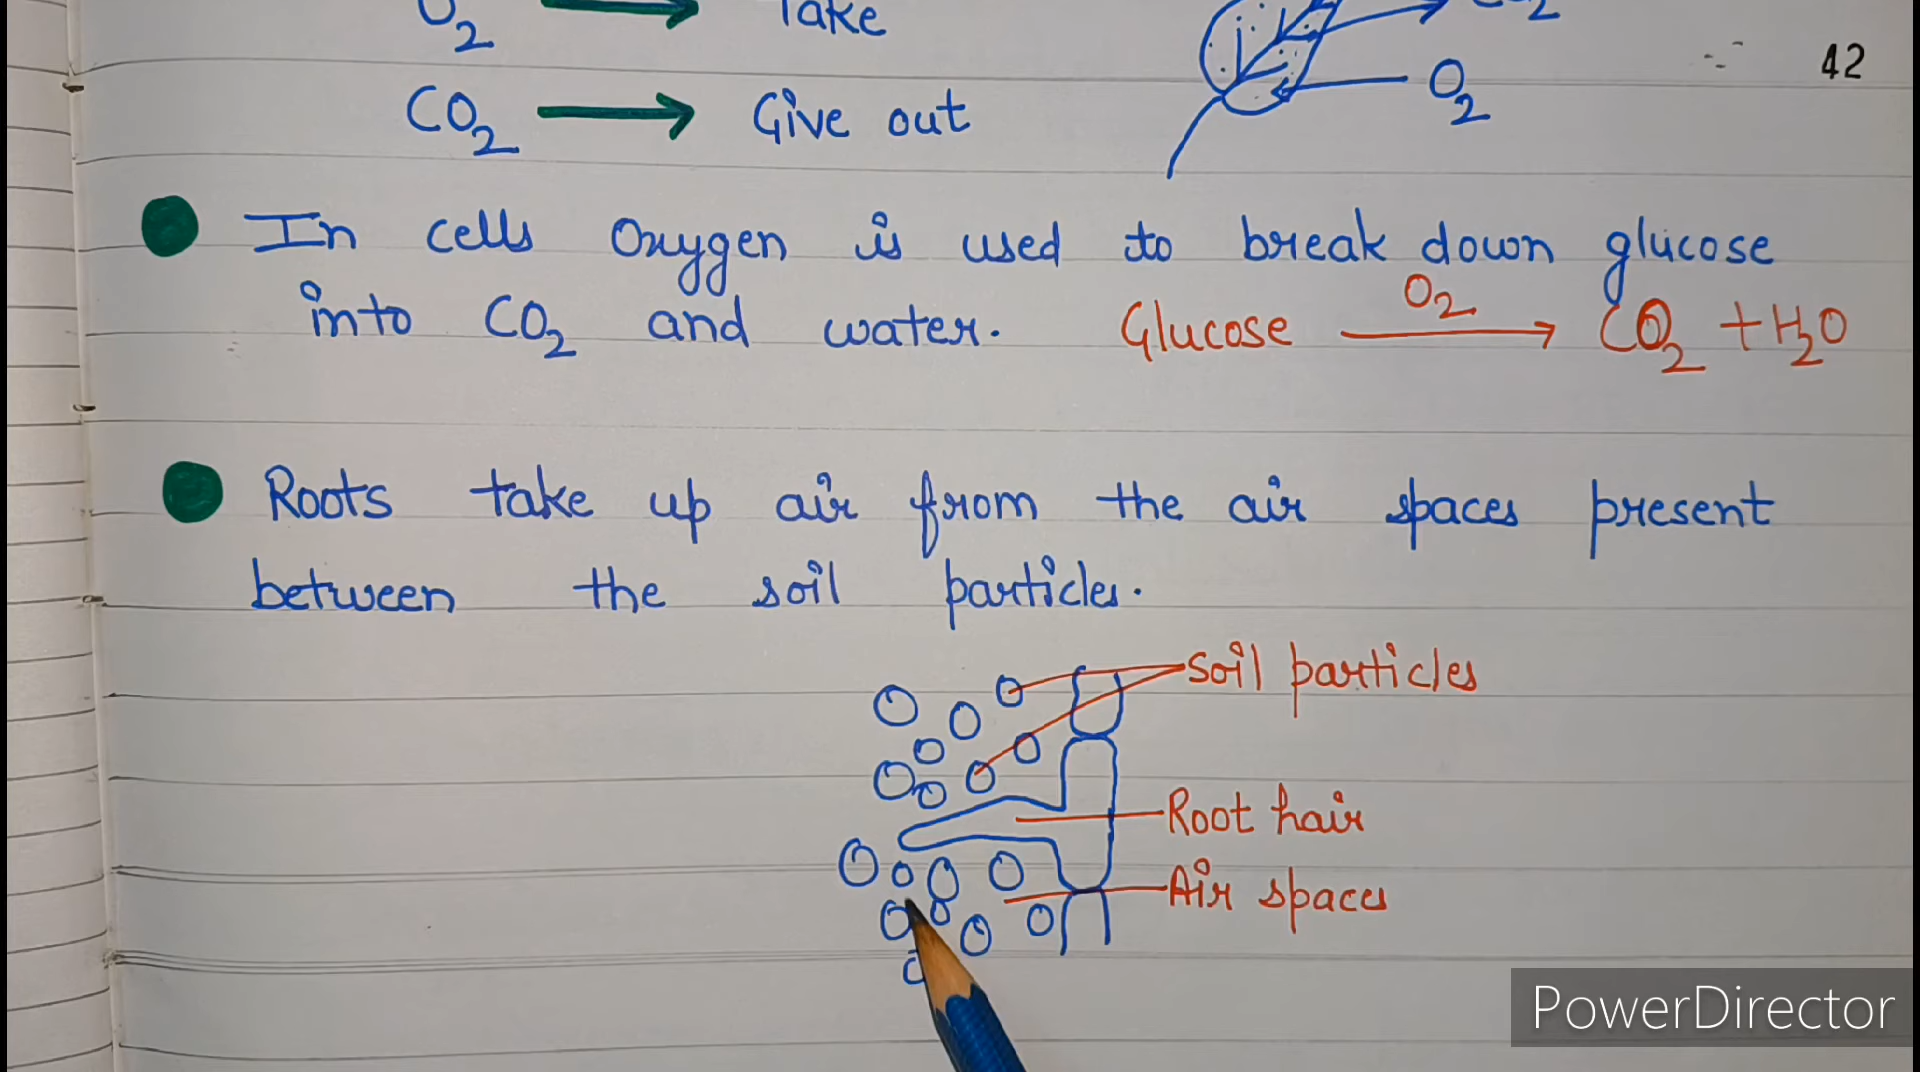 O2 → Take
CO2
42
CO2 → Give out
O2
In cells Oxygen is used to break down glucose
into CO2 and water. Glucose O2 → CO2 + H2O
Roots take up air from the air spaces present
between the soil particles.
Soil particles
Root hair
Air spaces
PowerDirector